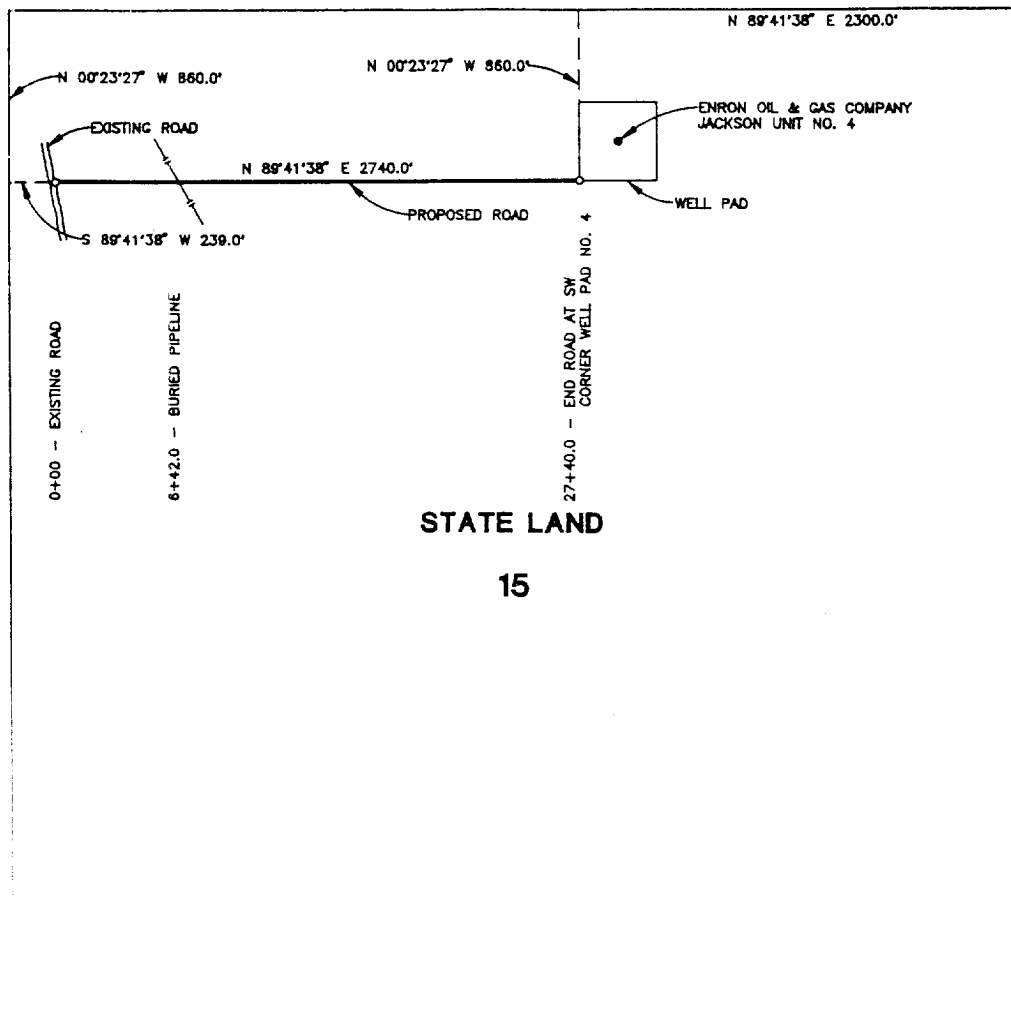 N 89°41'38" E 2300.0'
N 00°23'27" W 860.0'
N 00°23'27" W 860.0'
ENRON OIL & GAS COMPANY
JACKSON UNIT NO. 4
EXISTING ROAD
N 89°41'38" E 2740.0'
WELL PAD
PROPOSED ROAD
S 89°41'38" W 239.0'
0+00 - EXISTING ROAD
6+42.0 - BURIED PIPELINE
27+40.0 - END ROAD AT SW
CORNER WELL PAD NO. 4
STATE LAND
15